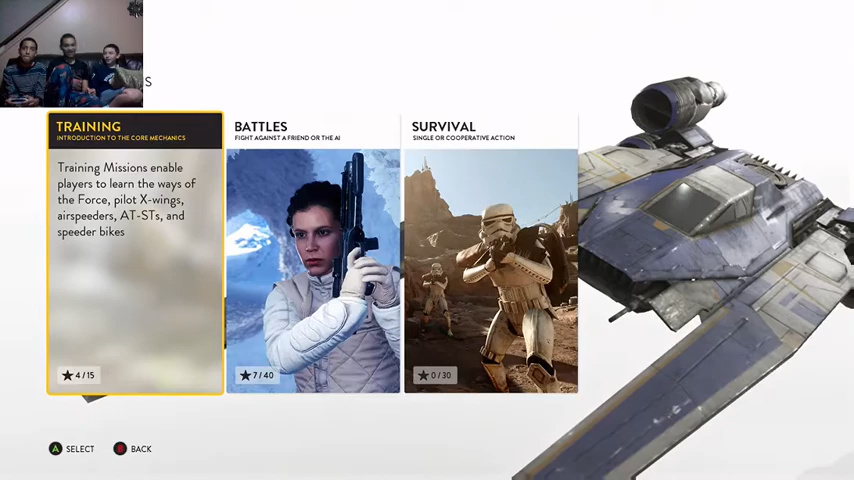 S
TRAINING
INTRODUCTION TO THE CORE MECHANICS
Training Missions enable
players to learn the ways of
the Force, pilot X-wings,
airspeeders, AT-STs, and
speeder bikes
4/15
BATTLES
FIGHT AGAINST A FRIEND OR THE AI
7/40
SURVIVAL
SINGLE OR COOPERATIVE ACTION
0/30
A SELECT
B BACK